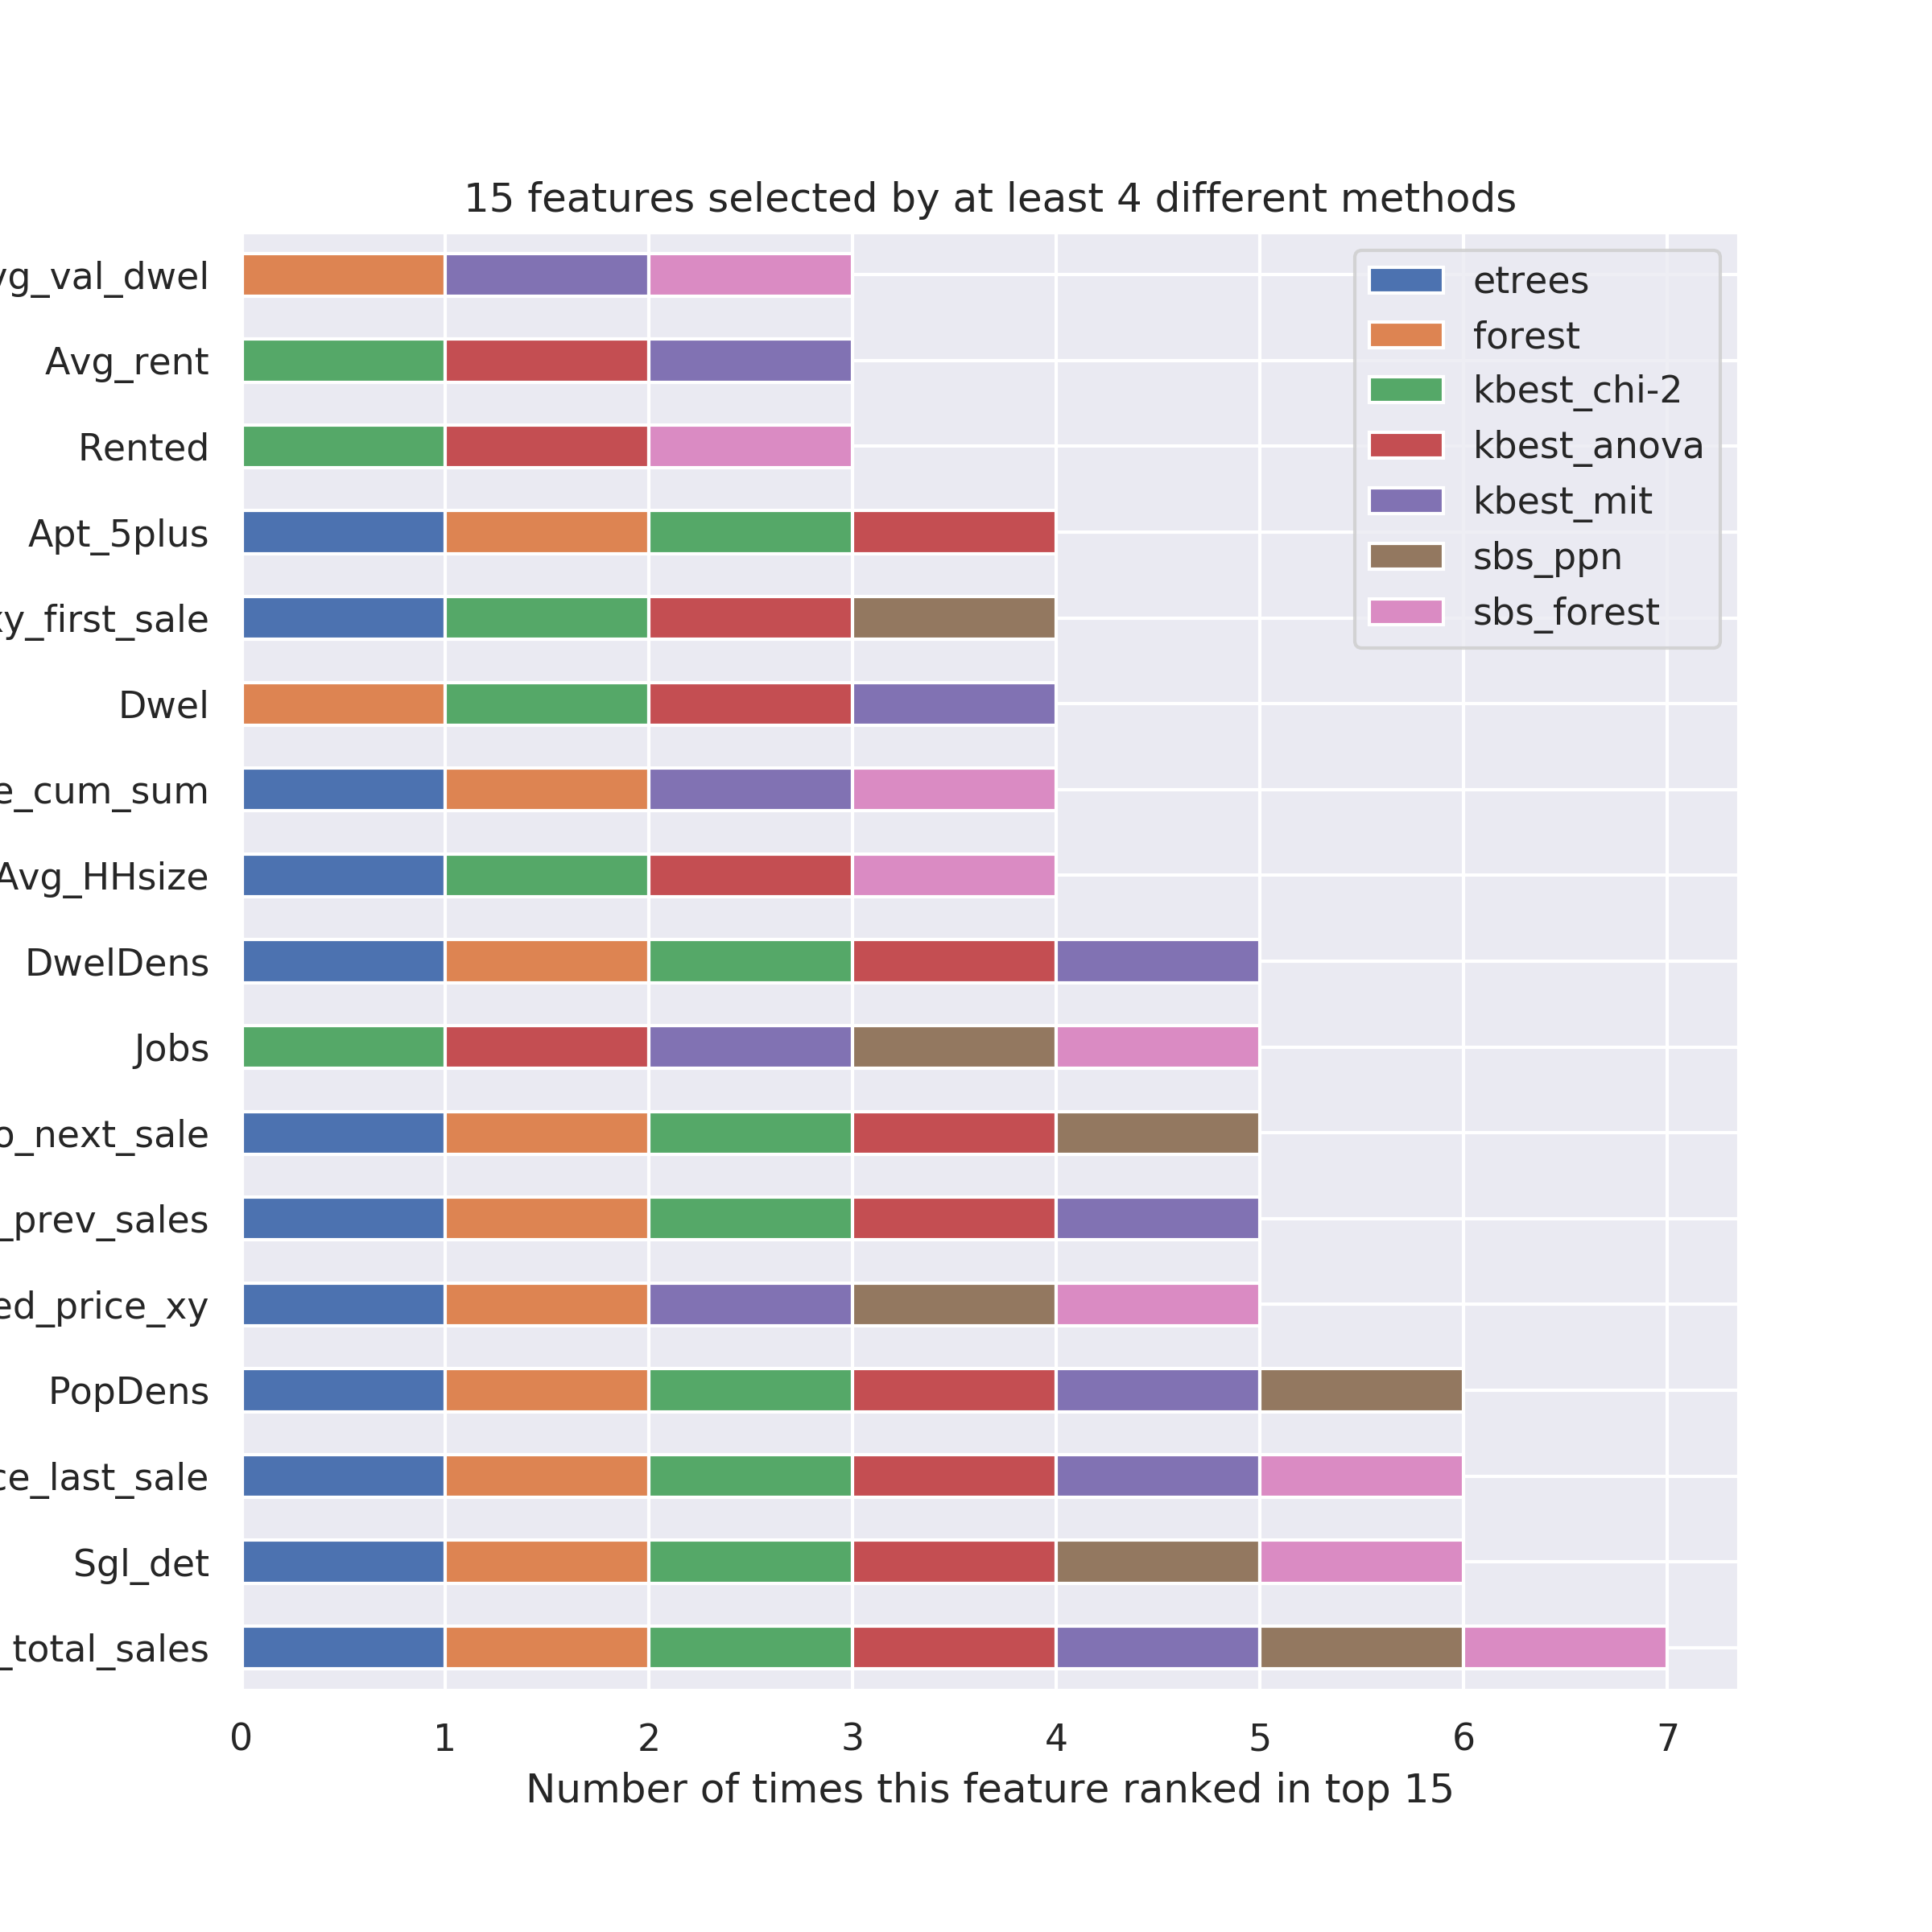 15 features selected by at least 4 different methods
vg_val_dwel
Avg_rent
Rented
Apt_5plus
xy_first_sale
Dwel
e_cum_sum
Avg_HHsize
DwelDens
Jobs
o_next_sale
_prev_sales
ed_price_xy
PopDens
ce_last_sale
Sgl_det
_total_sales
etrees
forest
kbest_chi-2
kbest_anova
kbest_mit
sbs_ppn
sbs_forest
0 1 2 3 4 5 6 7
Number of times this feature ranked in top 15